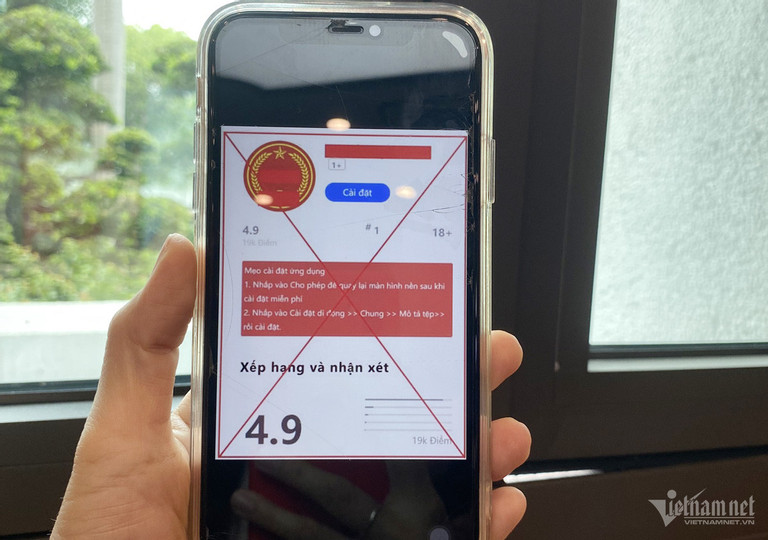 1+
Cài đặt
4.9
# 1
18+
19k Điểm
Mẹo cài đặt ứng dụng
1. Nhấp vào Cho phép để quay lại màn hình nền sau khi
cài đặt miễn phí
2. Nhấp vào Cài đặt di động >> Chung >> Mô tả tệp>>
rồi cài đặt.
Xếp hang và nhận xét
4.9
19k Điểm
Vietnamnet
VIETNAMNET.VN